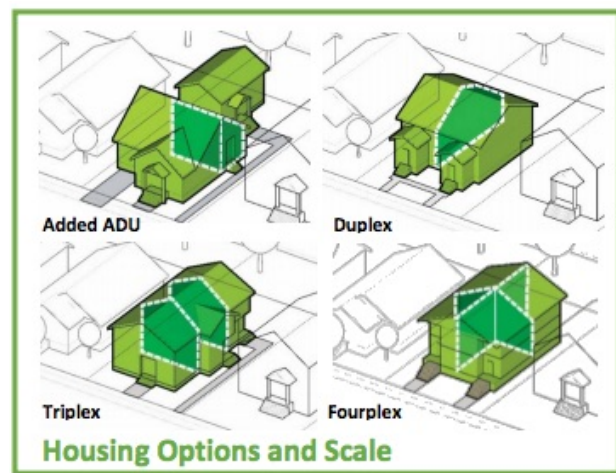 Added ADU
Duplex
Triplex
Fourplex
Housing Options and Scale